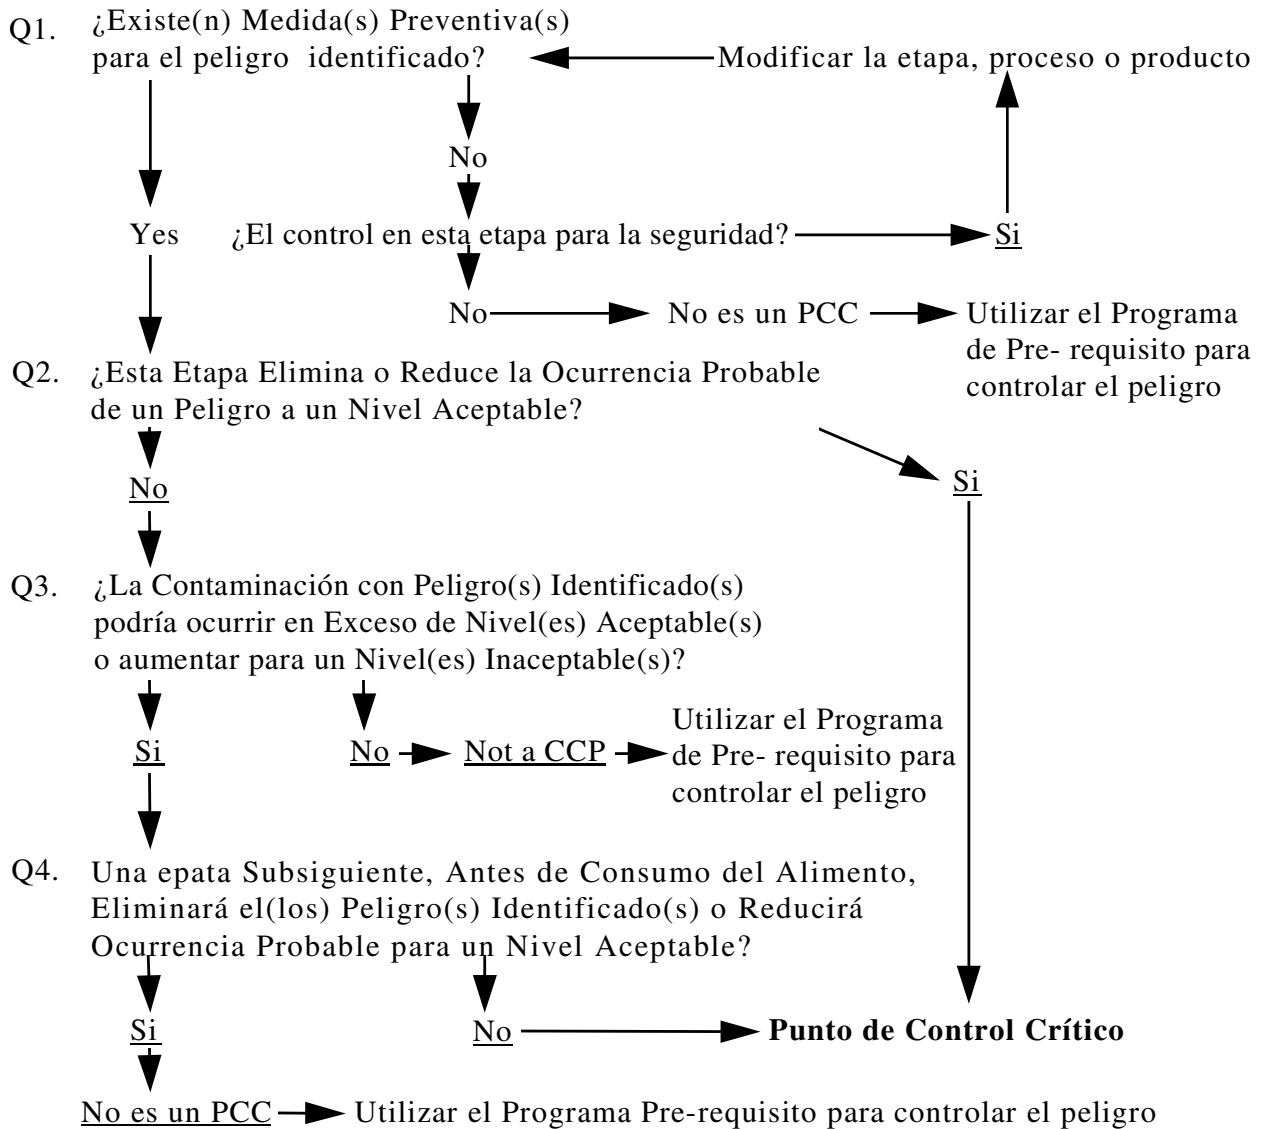 Q1. ¿Existe(n) Medida(s) Preventiva(s)
para el peligro identificado?
Modificar la etapa, proceso o producto
No
Yes
¿El control en esta etapa para la seguridad?
Si
No
No es un PCC
Utilizar el Programa
de Pre- requisito para
controlar el peligro
Q2. ¿Esta Etapa Elimina o Reduce la Ocurrencia Probable
de un Peligro a un Nivel Aceptable?
Si
No
Q3. ¿La Contaminación con Peligro(s) Identificado(s)
podría ocurrir en Exceso de Nivel(es) Aceptable(s)
o aumentar para un Nivel(es) Inaceptable(s)?
Si
No
Not a CCP
Utilizar el Programa
de Pre- requisito para
controlar el peligro
Q4. Una epata Subsiguiente, Antes de Consumo del Alimento,
Eliminará el(los) Peligro(s) Identificado(s) o Reducirá
Ocurrencia Probable para un Nivel Aceptable?
Si
No
Punto de Control Crítico
No es un PCC
Utilizar el Programa Pre-requisito para controlar el peligro